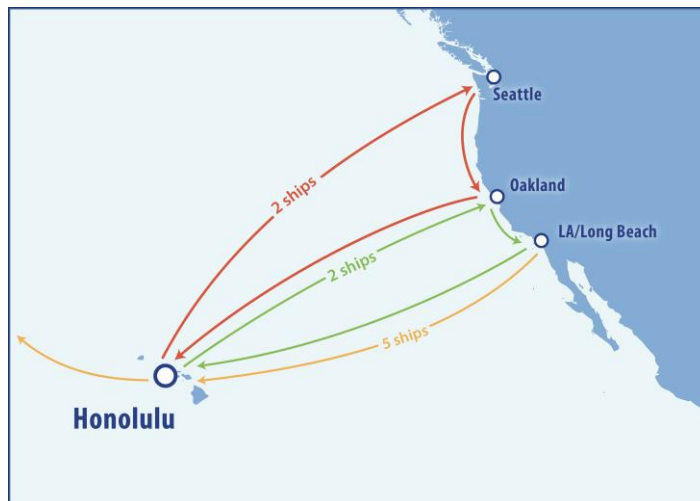 Seattle
2 ships
Oakland
LA/Long Beach
2 ships
5 ships
Honolulu